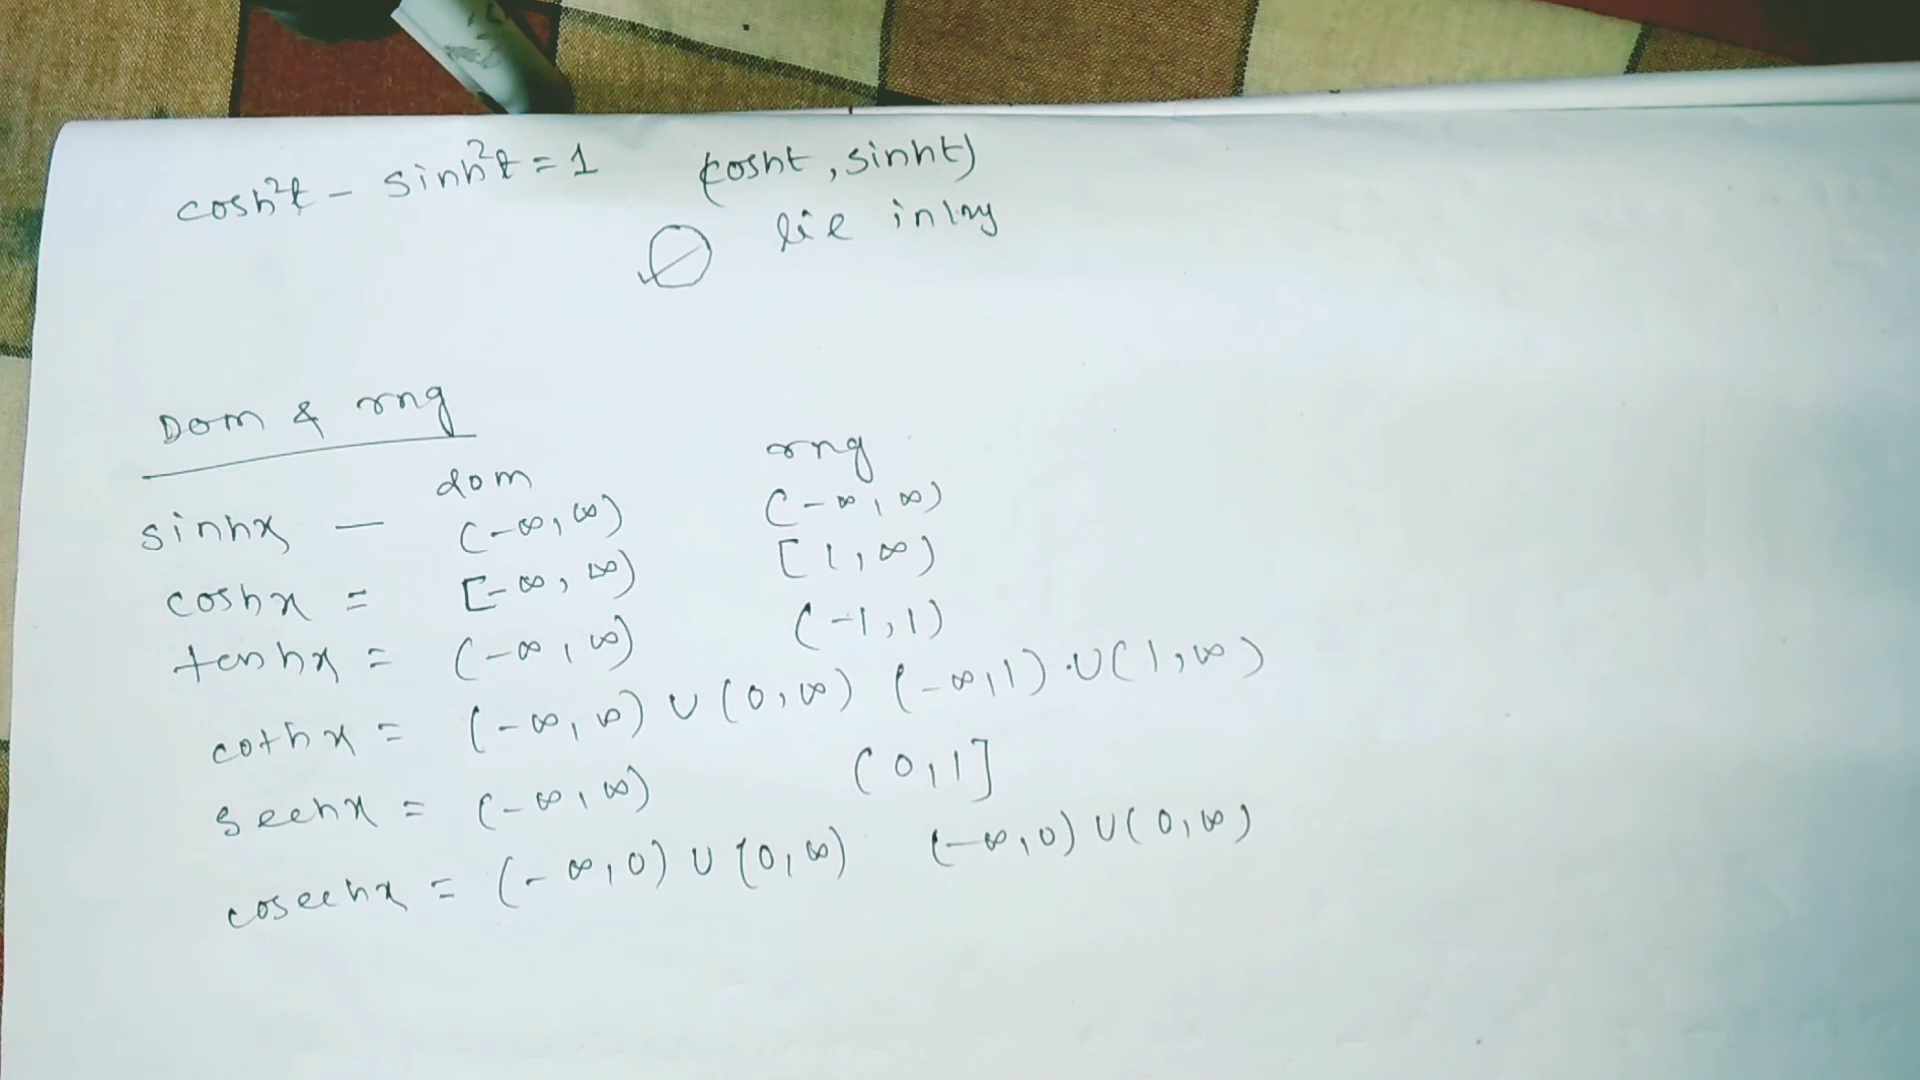 cosh²t - sinh²t = 1 (cosht, sinht)
lie in
Dom & rng
dom rng
sinhx — (-∞, ∞) (-∞, ∞)
coshx = [-∞, ∞) [1, ∞)
tanhx = (-∞, ∞) (-1, 1)
cothx = (-∞, ∞) ∪ (0, ∞) (-∞, 1) ∪ (1, ∞)
sechx = (-∞, ∞) (0, 1]
cosechx = (-∞, 0) ∪ (0, ∞) (-∞, 0) ∪ (0, ∞)